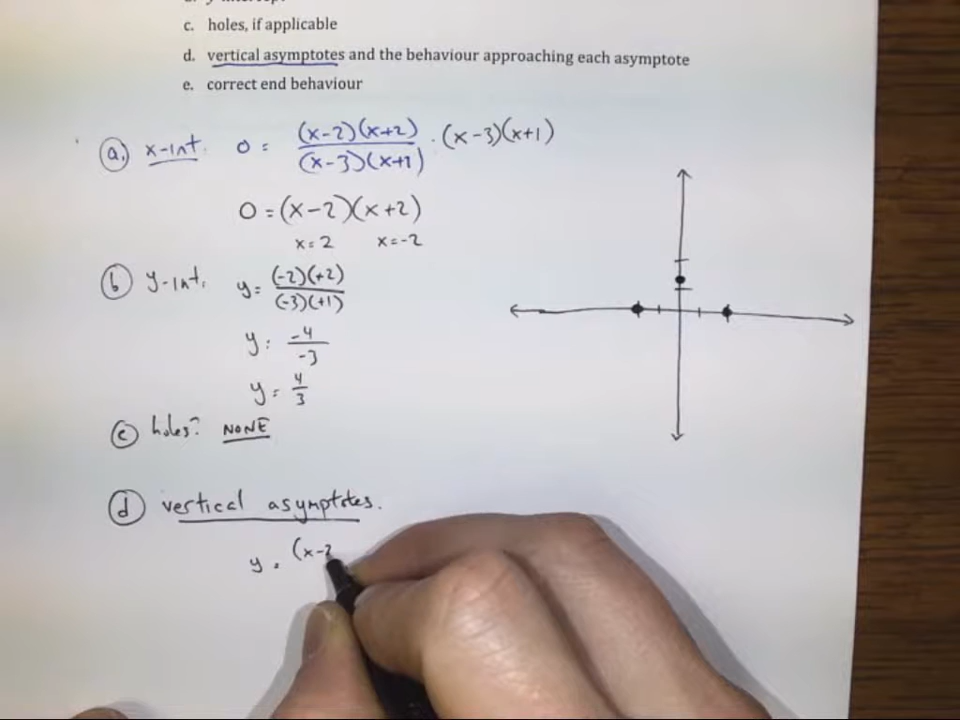 c. holes, if applicable
d. vertical asymptotes and the behaviour approaching each asymptote
e. correct end behaviour
a. x-int. 0 = (x-2)(x+2) / (x-3)(x+1) · (x-3)(x+1)
0 = (x-2)(x+2)
x=2 x=-2
b y-int. y= (-2)(+2) / (-3)(+1)
y= -4 / -3
y= 4/3
c holes? NONE
d vertical asymptotes.
y = (x-2